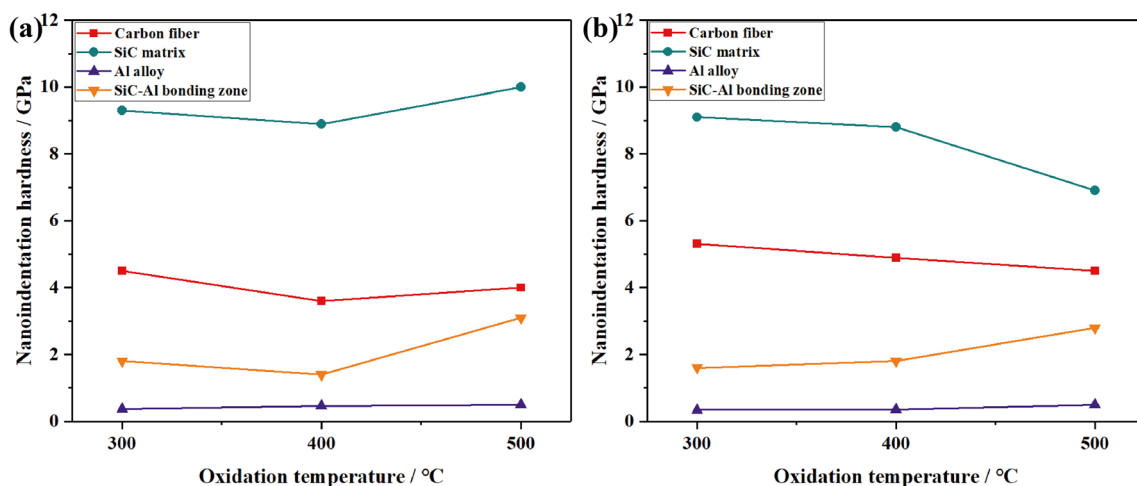 (a)
Carbon fiber
SiC matrix
Al alloy
SiC-Al bonding zone
Nanoindentation hardness / GPa
12
10
8
6
4
2
0
300
400
500
Oxidation temperature / °C
(b)
Carbon fiber
SiC matrix
Al alloy
SiC-Al bonding zone
Nanoindentation hardness / GPa
12
10
8
6
4
2
0
300
400
500
Oxidation temperature / °C